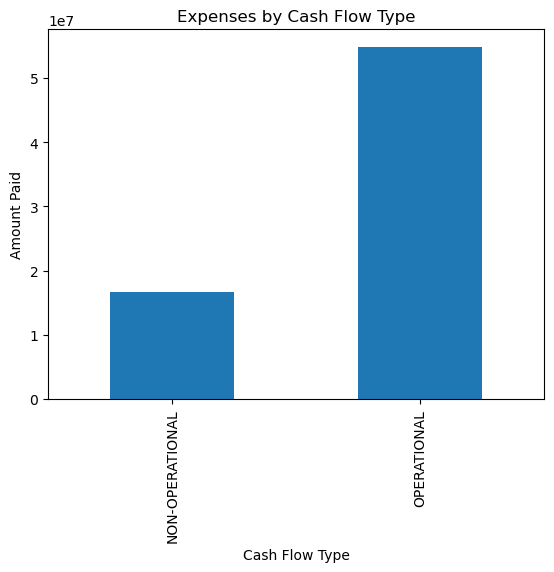 Expenses by Cash Flow Type
1e7
5
4
3
2
1
0
Amount Paid
NON-OPERATIONAL
OPERATIONAL
Cash Flow Type